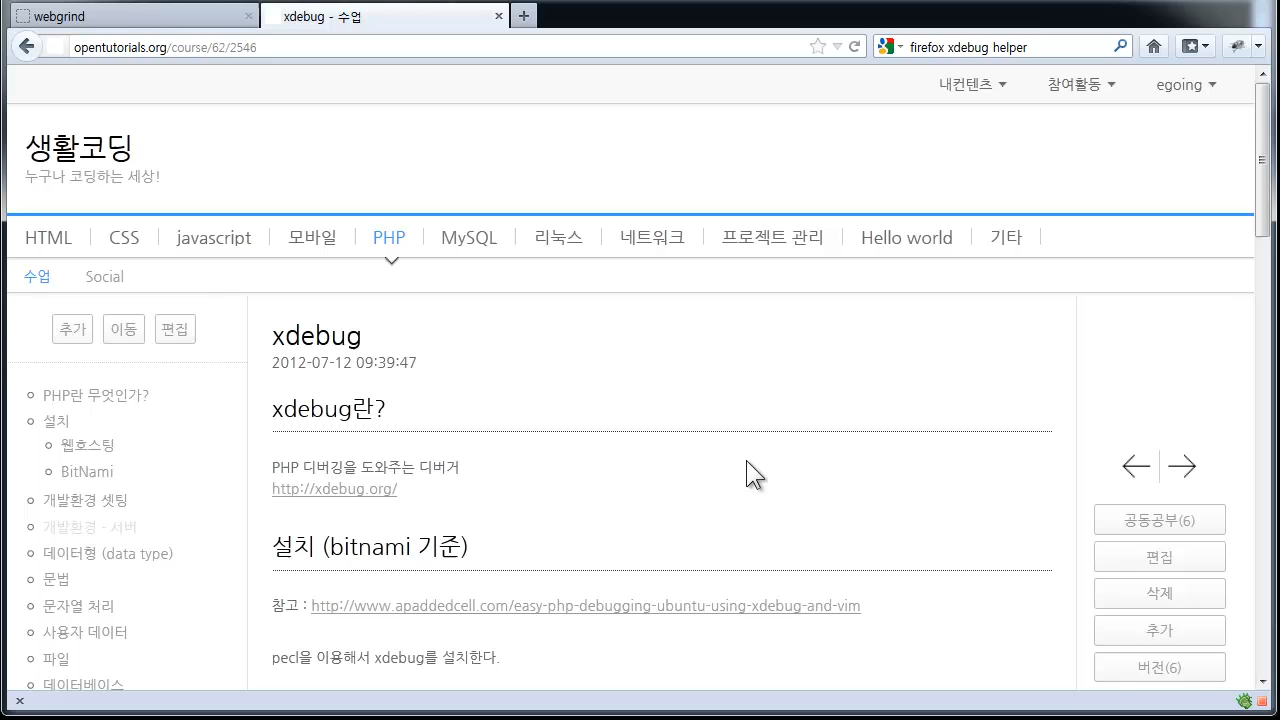 webgrind
xdebug - 수업
opentutorials.org/course/62/2546
firefox xdebug helper
내컨텐츠
참여활동
egoing
생활코딩
누구나 코딩하는 세상!
HTML
CSS
javascript
모바일
PHP
MySQL
리눅스
네트워크
프로젝트 관리
Hello world
기타
수업
Social
추가
이동
편집
PHP란 무엇인가?
설치
웹호스팅
BitNami
개발환경 셋팅
개발환경 - 서버
데이터형 (data type)
문법
문자열 처리
사용자 데이터
파일
데이터베이스
xdebug
2012-07-12 09:39:47
xdebug란?
PHP 디버깅을 도와주는 디버거
http://xdebug.org/
설치 (bitnami 기준)
참고 : http://www.apaddedcell.com/easy-php-debugging-ubuntu-using-xdebug-and-vim
pecl을 이용해서 xdebug를 설치한다.
공동공부(6)
편집
삭제
추가
버전(6)